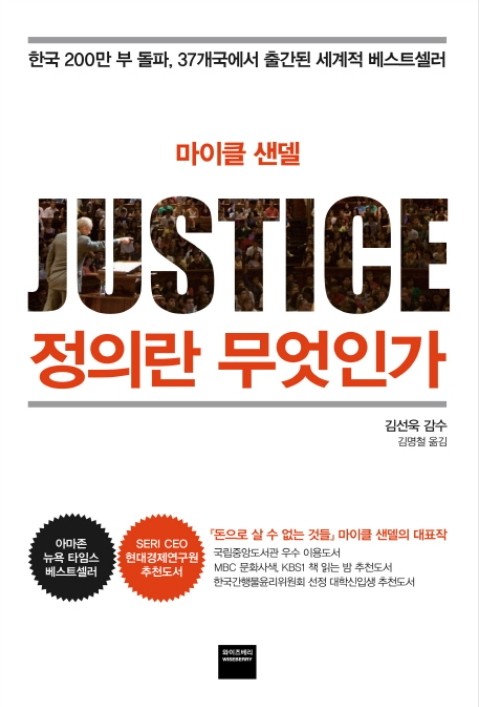 한국 200만 부 돌파, 37개국에서 출간된 세계적 베스트셀러
마이클 샌델
JUSTICE
정의란 무엇인가
김선욱 감수
김명철 옮김
아마존
뉴욕 타임스
베스트셀러
SERI CEO
현대경제연구원
추천도서
『돈으로 살 수 없는 것들』 마이클 샌델의 대표작
국립중앙도서관 우수 이용도서
MBC 문화사색, KBS1 책 읽는 밤 추천도서
한국간행물윤리위원회 선정 대학신입생 추천도서
와이즈베리
WISEBERRY